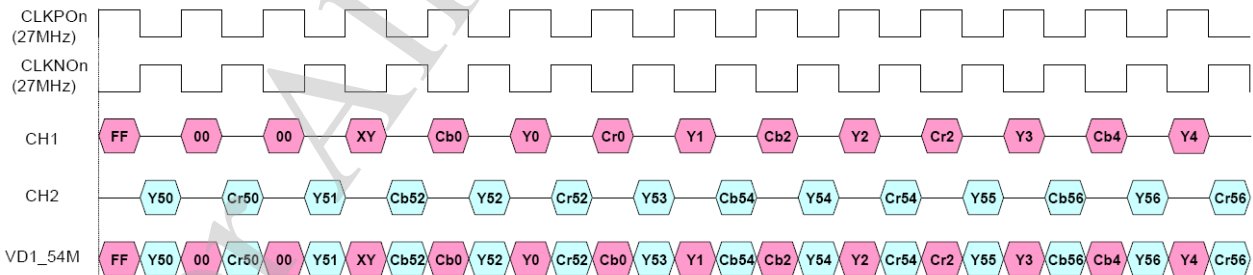 CLKPOn
(27MHz)
CLKNOn
(27MHz)
CH1 FF 00 00 XY Cb0 Y0 Cr0 Y1 Cb2 Y2 Cr2 Y3 Cb4 Y4
CH2 Y50 Cr50 Y51 Cb52 Y52 Cr52 Y53 Cb54 Y54 Cr54 Y55 Cb56 Y56 Cr56
VD1_54M FF Y50 00 Cr50 00 Y51 XY Cb52 Cb0 Y52 Y0 Cr52 Cb0 Y53 Y1 Cb54 Cb2 Y54 Y2 Cr54 Cr2 Y55 Y3 Cb56 Cb4 Y56 Y4 Cr56